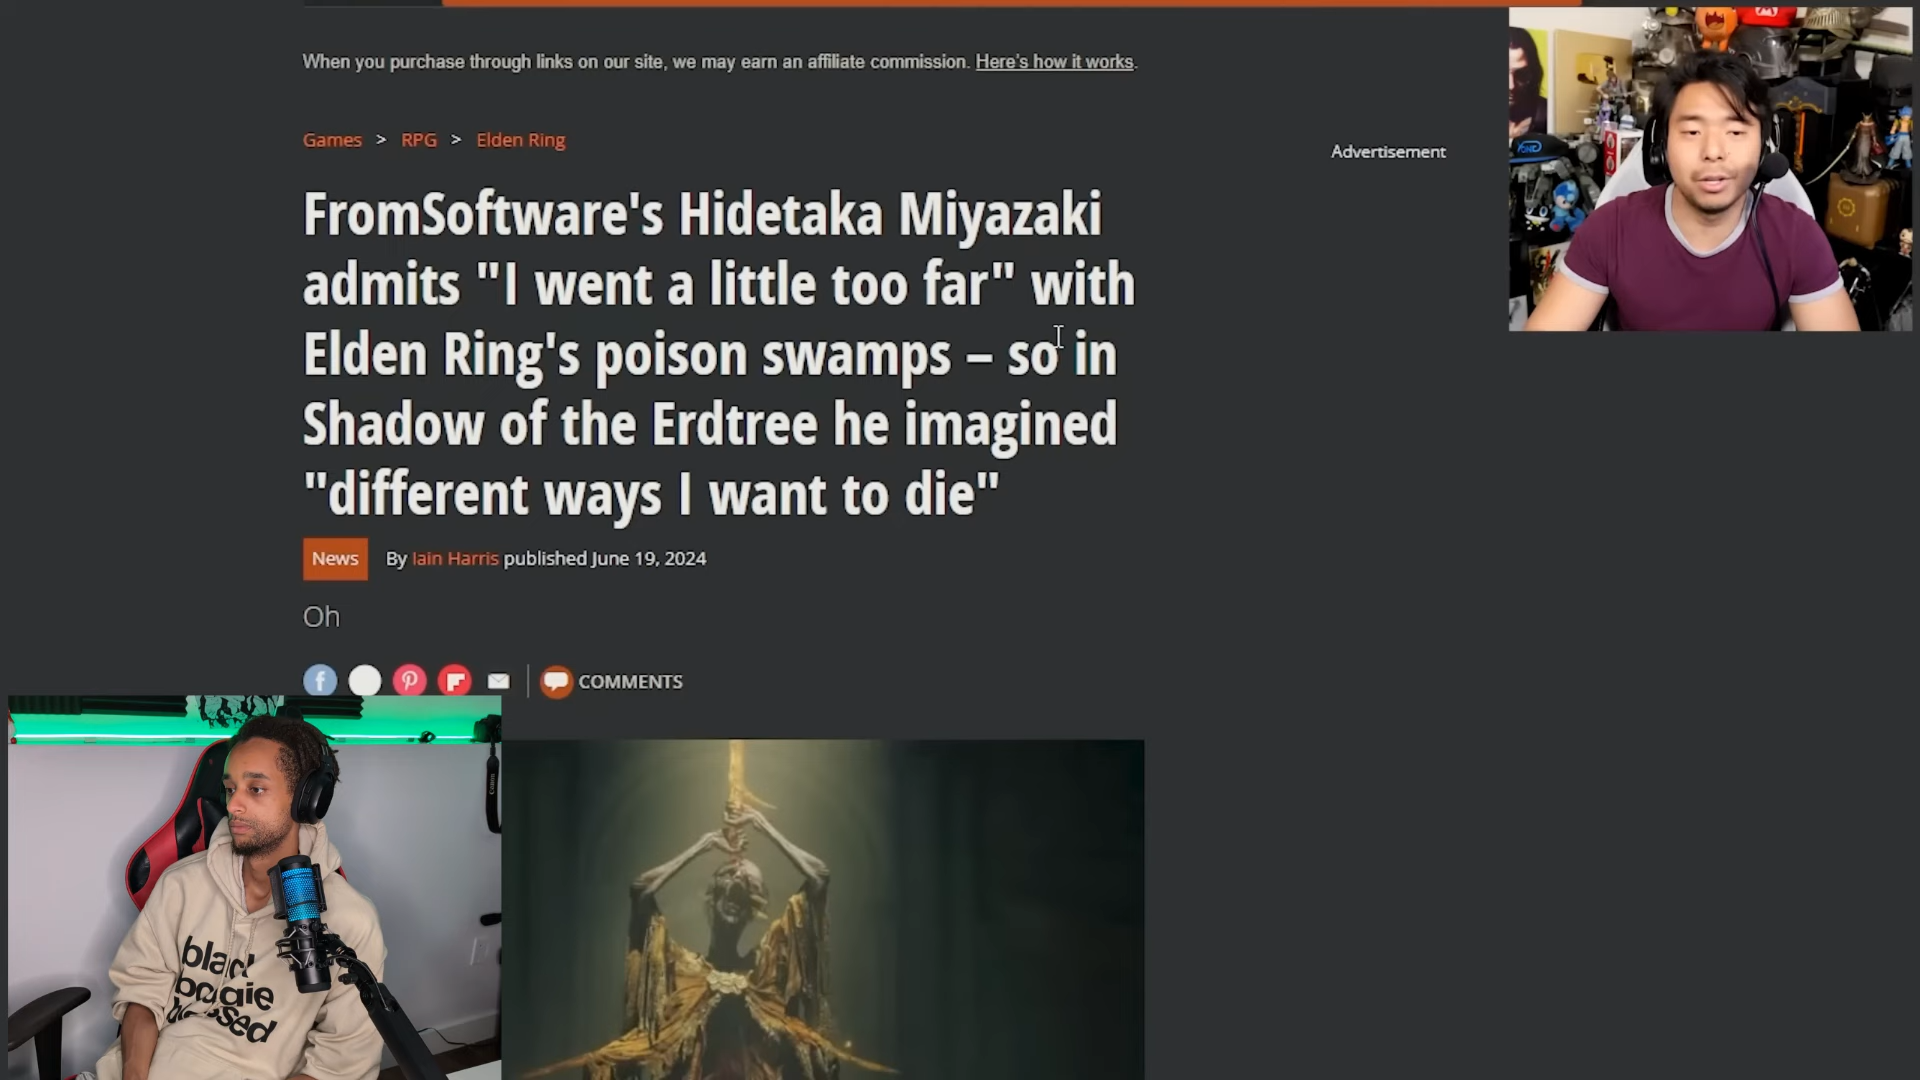 When you purchase through links on our site, we may earn an affiliate commission. Here's how it works.
Games > RPG > Elden Ring
Advertisement
FromSoftware's Hidetaka Miyazaki
admits "I went a little too far" with
Elden Ring's poison swamps – so in
Shadow of the Erdtree he imagined
"different ways I want to die"
News By Iain Harris published June 19, 2024
Oh
COMMENTS